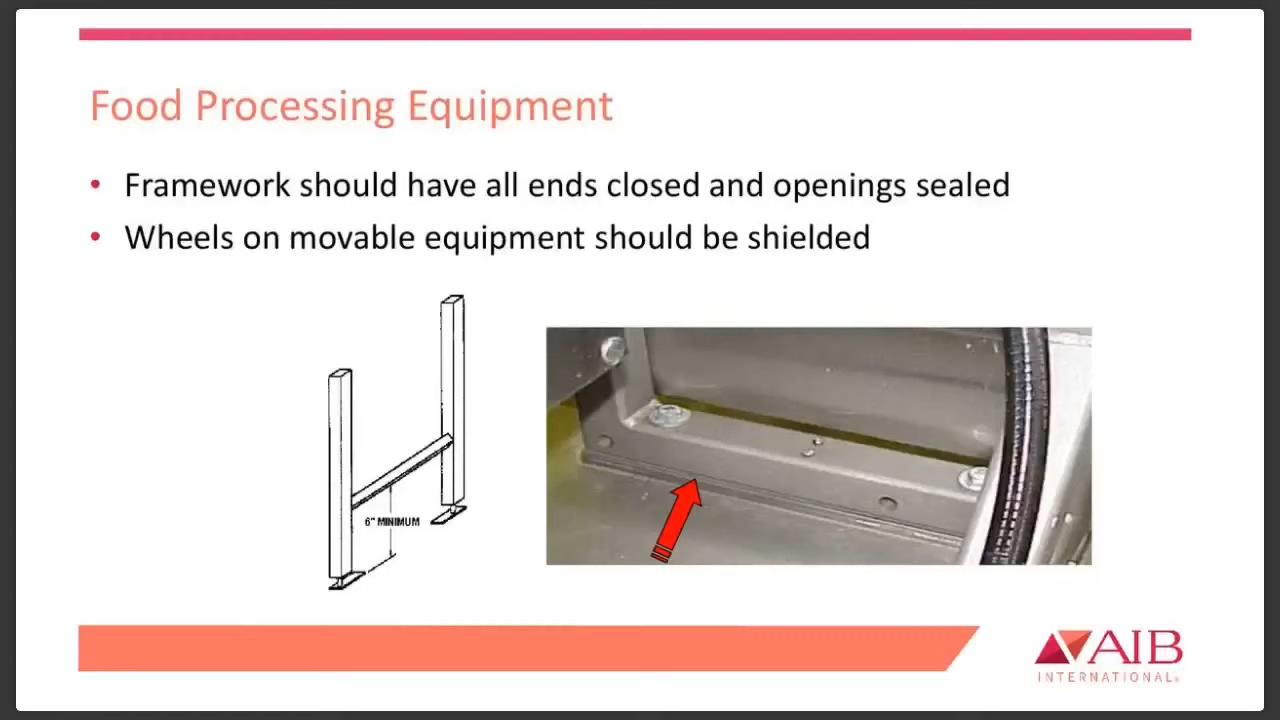 Food Processing Equipment
• Framework should have all ends closed and openings sealed
• Wheels on movable equipment should be shielded
6" MINIMUM
AIB
INTERNATIONAL®